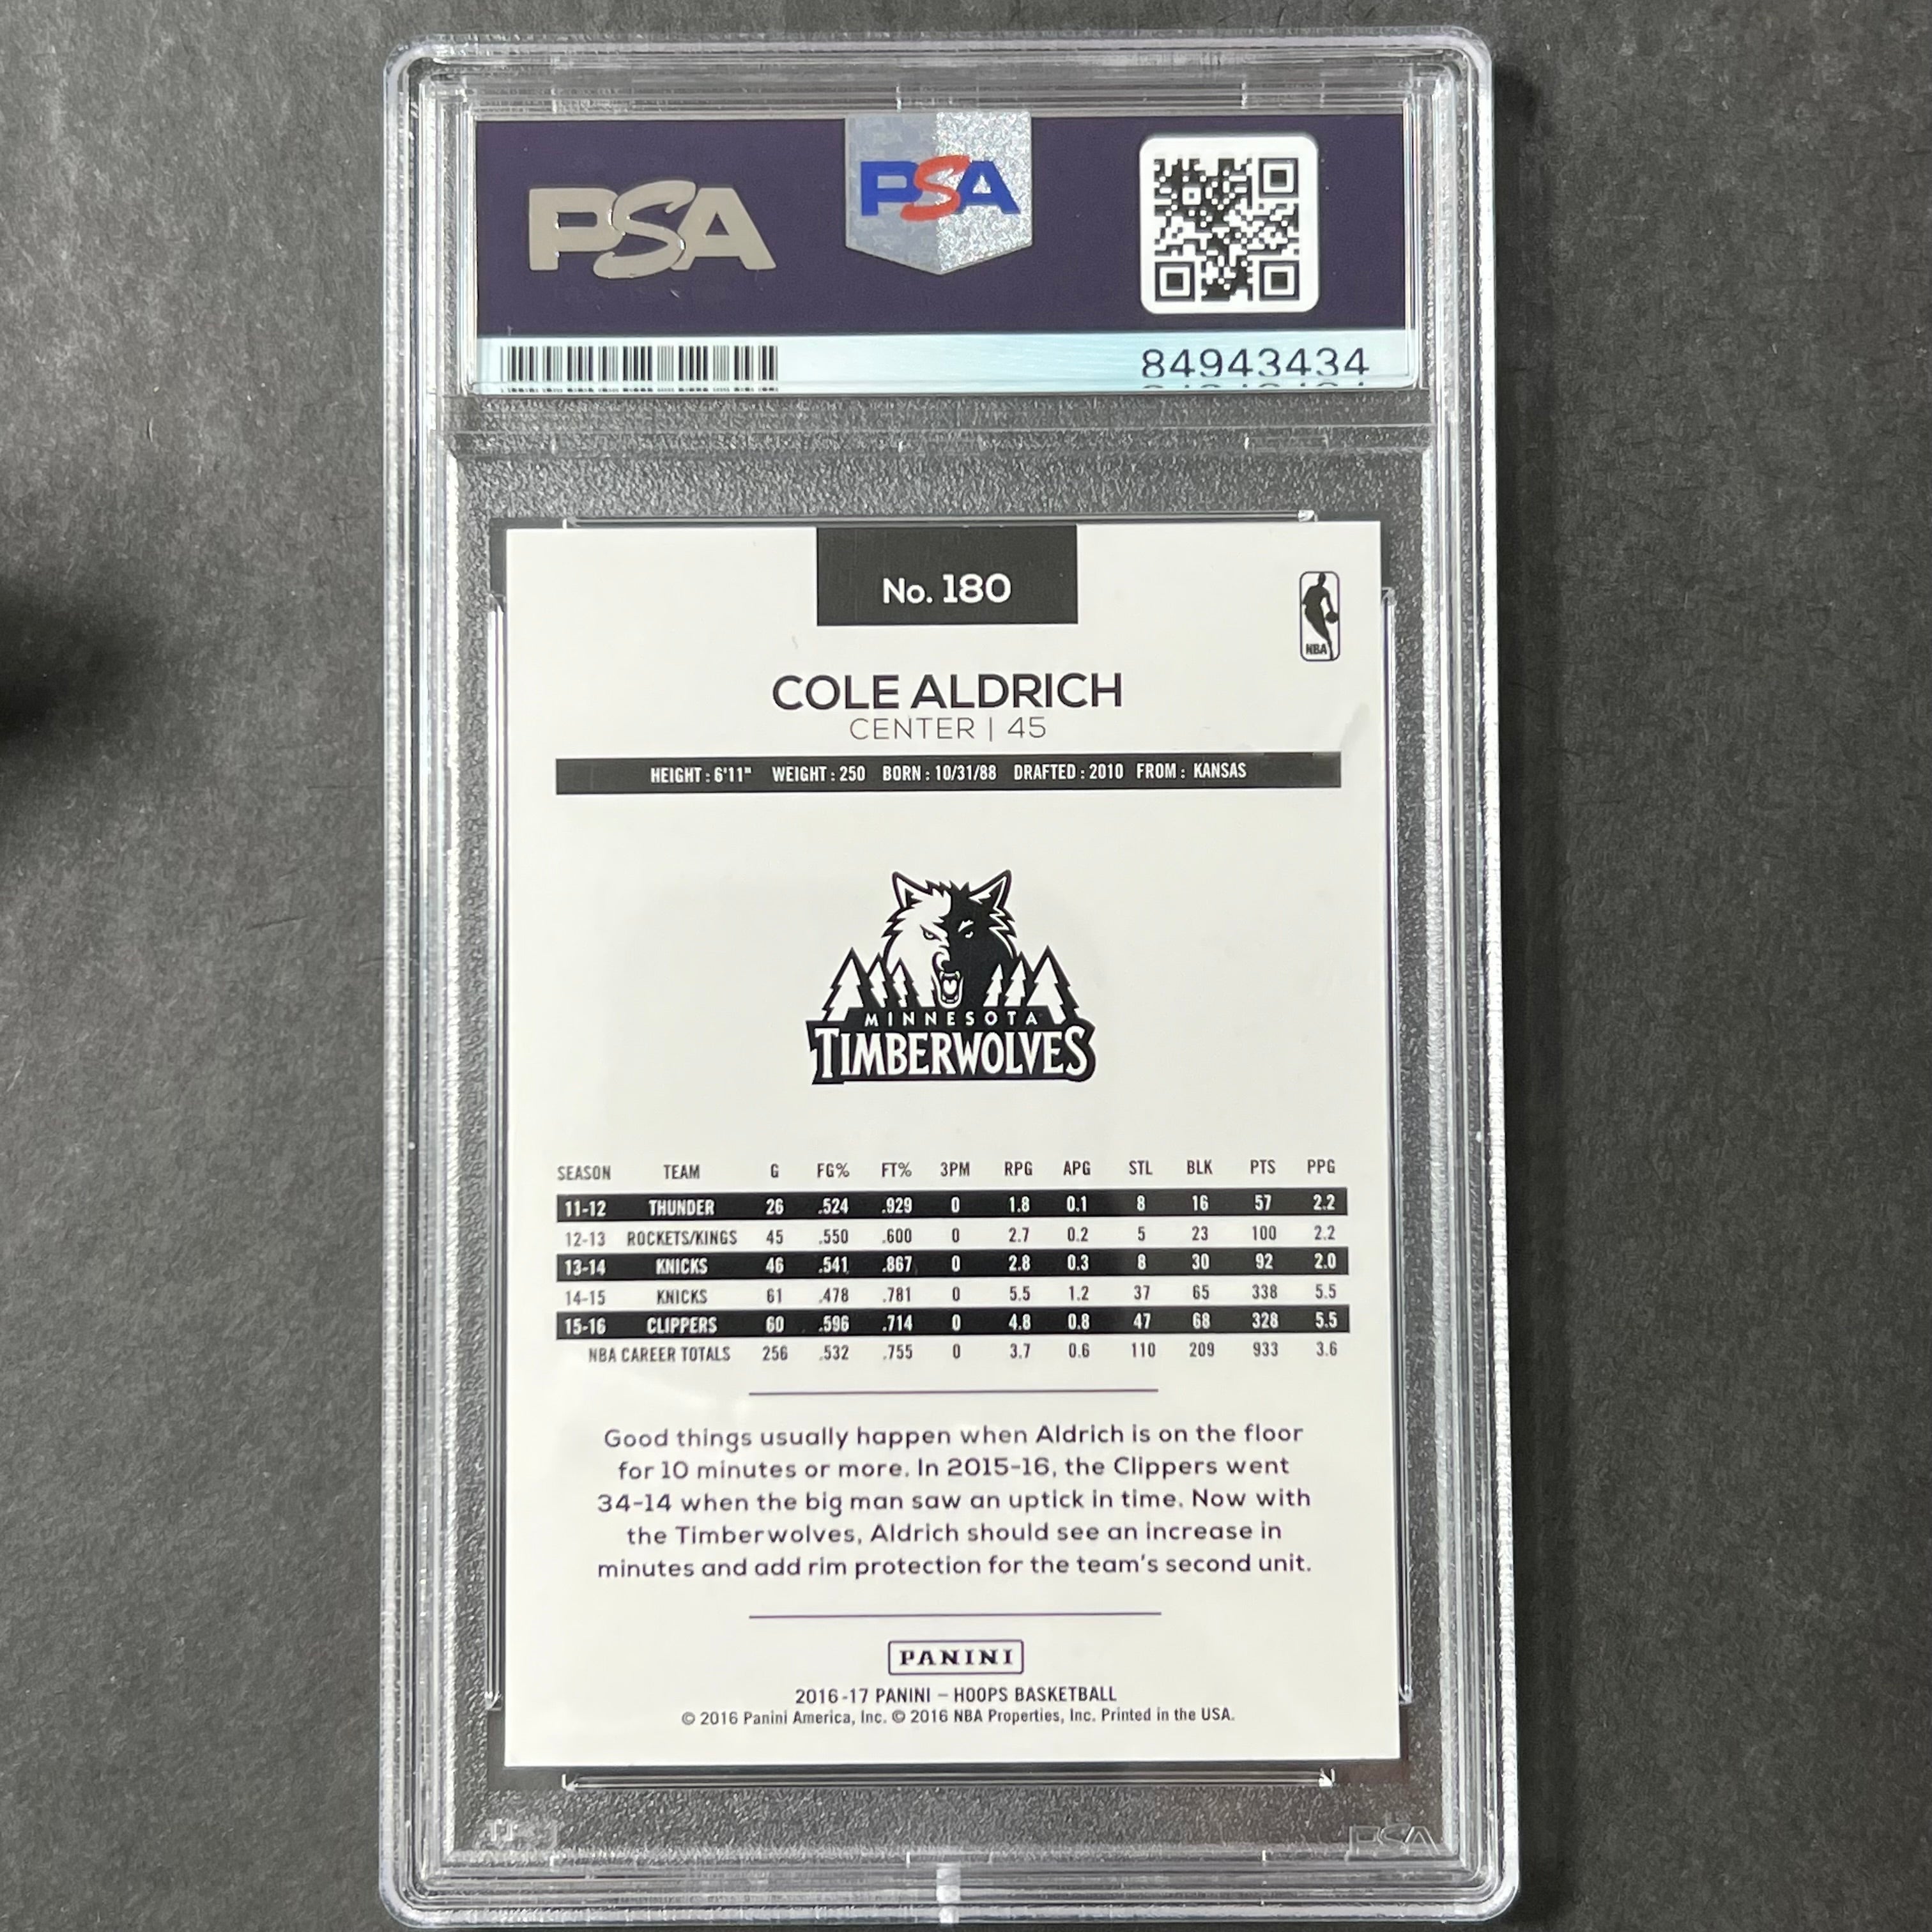 PSA PSA
84943434
No. 180
NBA
COLE ALDRICH
CENTER | 45
HEIGHT : 6'11" WEIGHT : 250 BORN : 10/31/88 DRAFTED : 2010 FROM : KANSAS
MINNESOTA
TIMBERWOLVES
SEASON TEAM G FG% FT% 3PM RPG APG STL BLK PTS PPG
11-12 THUNDER 26 .524 .929 0 1.8 0.1 8 16 57 2.2
12-13 ROCKETS/KINGS 45 .550 .600 0 2.7 0.2 5 23 100 2.2
13-14 KNICKS 46 .541 .867 0 2.8 0.3 8 30 92 2.0
14-15 KNICKS 61 .478 .781 0 5.5 1.2 37 65 338 5.5
15-16 CLIPPERS 60 .596 .714 0 4.8 0.8 47 68 328 5.5
NBA CAREER TOTALS 256 .532 .755 0 3.7 0.6 110 209 933 3.6
Good things usually happen when Aldrich is on the floor
for 10 minutes or more. In 2015-16, the Clippers went
34-14 when the big man saw an uptick in time. Now with
the Timberwolves, Aldrich should see an increase in
minutes and add rim protection for the team's second unit.
PANINI
2016-17 PANINI – HOOPS BASKETBALL
© 2016 Panini America, Inc. © 2016 NBA Properties, Inc. Printed in the USA.
PSA